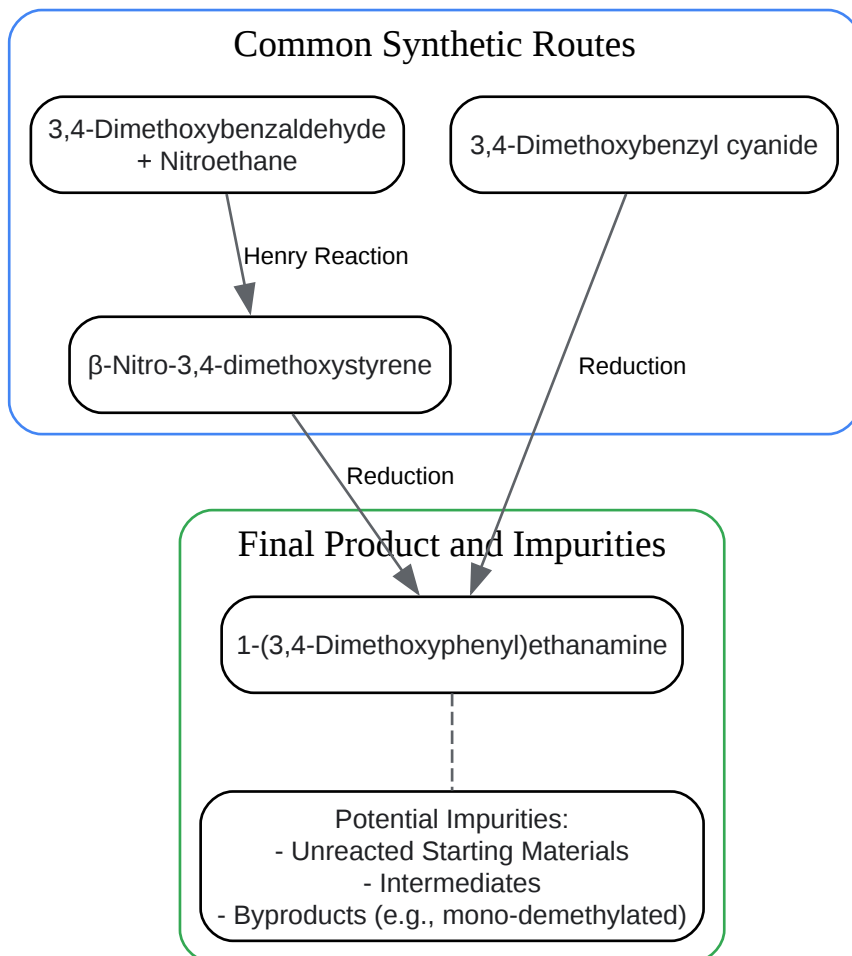 Common Synthetic Routes
3,4-Dimethoxybenzaldehyde
+ Nitroethane
3,4-Dimethoxybenzyl cyanide
Henry Reaction
β-Nitro-3,4-dimethoxystyrene
Reduction
Reduction
Final Product and Impurities
1-(3,4-Dimethoxyphenyl)ethanamine
Potential Impurities:
- Unreacted Starting Materials
- Intermediates
- Byproducts (e.g., mono-demethylated)